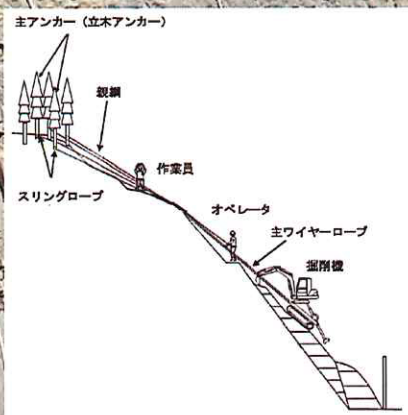 主アンカー（立木アンカー）
親綱
作業員
スリングロープ
オペレータ
主ワイヤーロープ
掘削機